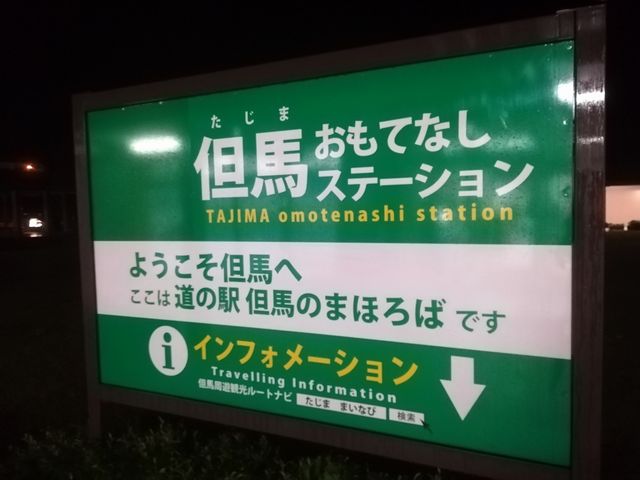 たじま
但馬おもてなし
ステーション
TAJIMA omotenashi station
ようこそ但馬へ
ここは道の駅 但馬のまほろば です
i インフォメーション
Travelling Information
但馬周遊観光ルートナビ たじま まいなび 検索